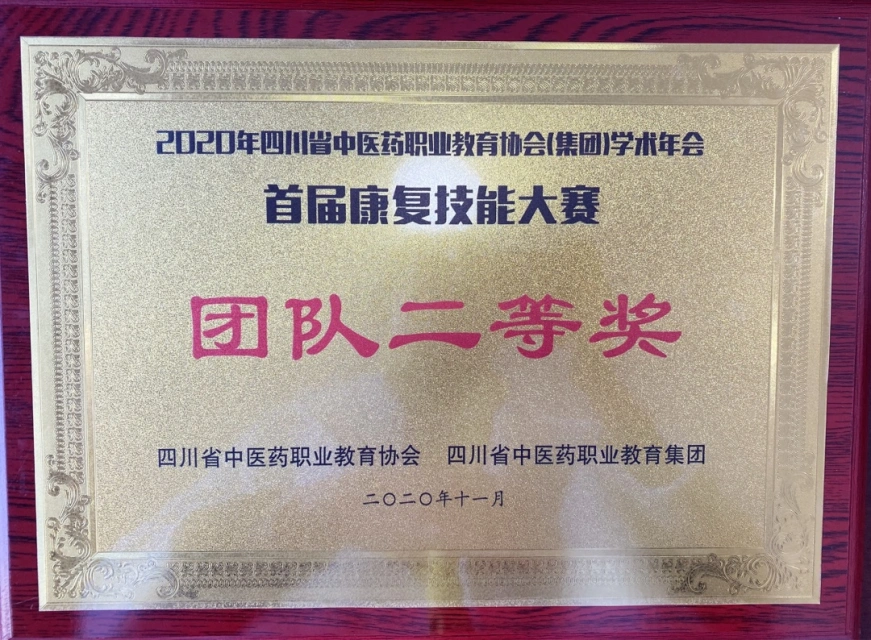 2020年四川省中医药职业教育协会(集团)学术年会
首届康复技能大赛
团队二等奖
四川省中医药职业教育协会 四川省中医药职业教育集团
二〇二〇年十一月